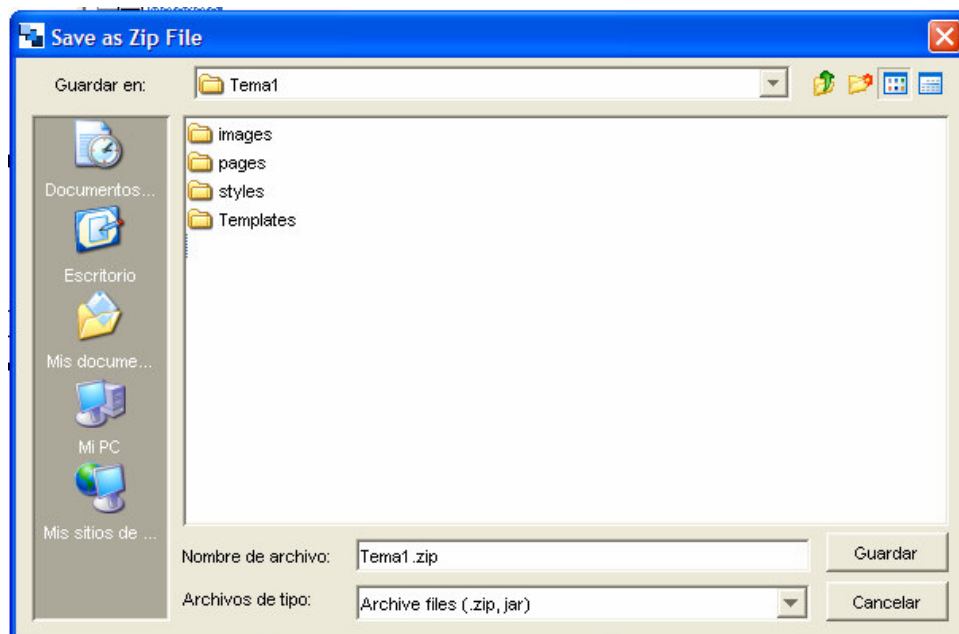 Save as Zip File
Guardar en:
Tema1
images
pages
styles
Templates
Documentos...
Escritorio
Mis docume...
Mi PC
Mis sitios de ...
Nombre de archivo:
Tema1.zip
Guardar
Archivos de tipo:
Archive files (.zip, jar)
Cancelar